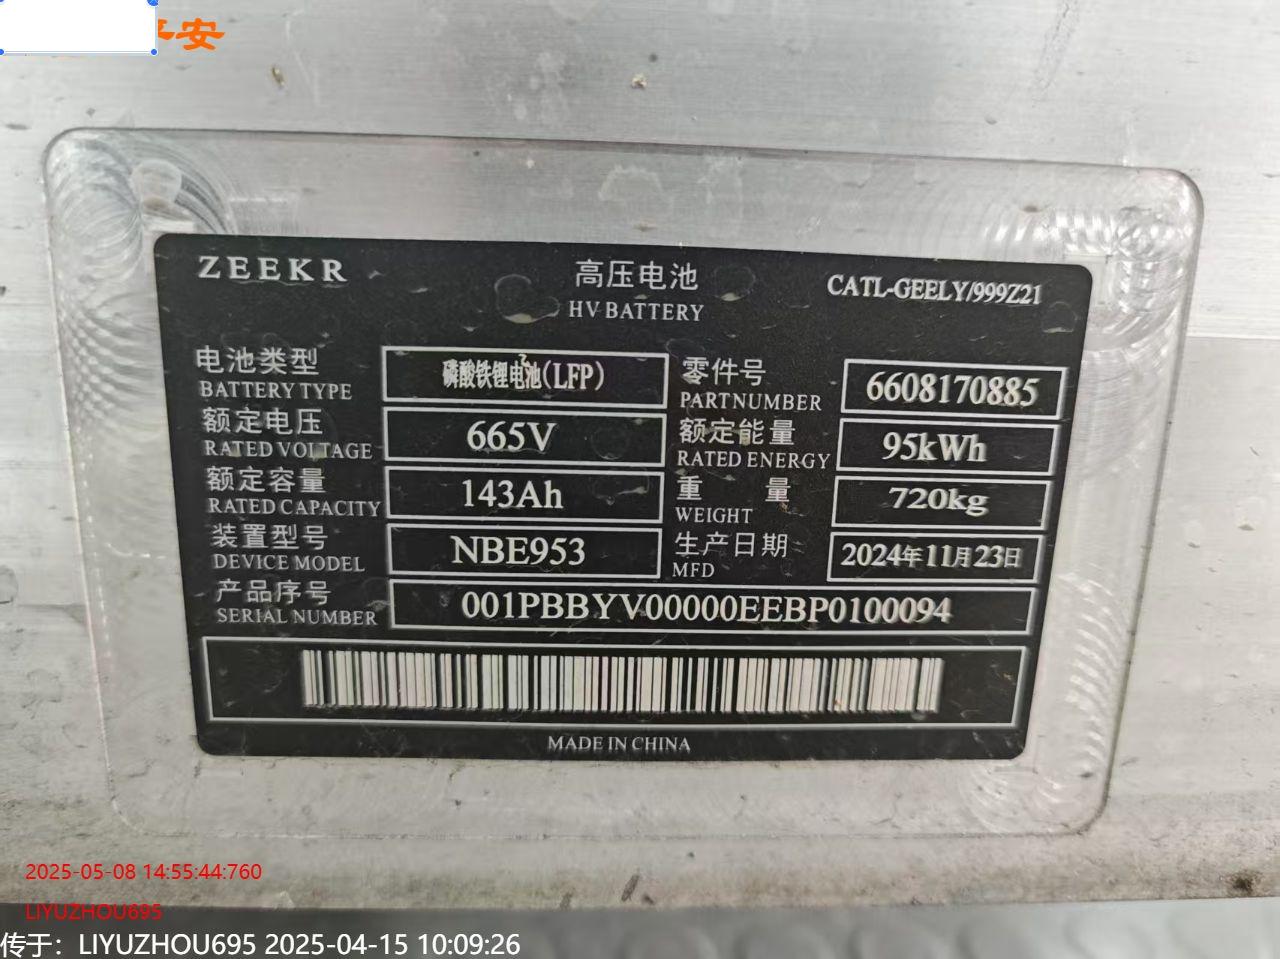 平安
ZEEKR
高压电池
HV BATTERY
CATL-GEELY/999Z21
电池类型
BATTERY TYPE
磷酸铁锂电池(LFP)
零件号
PARTNUMBER
6608170885
额定电压
RATED VOLTAGE
665V
额定能量
RATED ENERGY
95kWh
额定容量
RATED CAPACITY
143Ah
重量
WEIGHT
720kg
装置型号
DEVICE MODEL
NBE953
生产日期
MFD
2024年11月23日
产品序号
SERIAL NUMBER
001PBBYV00000EEBP0100094
MADE IN CHINA
2025-05-08 14:55:44:760
LIYUZHOU695
传于：LIYUZHOU695 2025-04-15 10:09:26